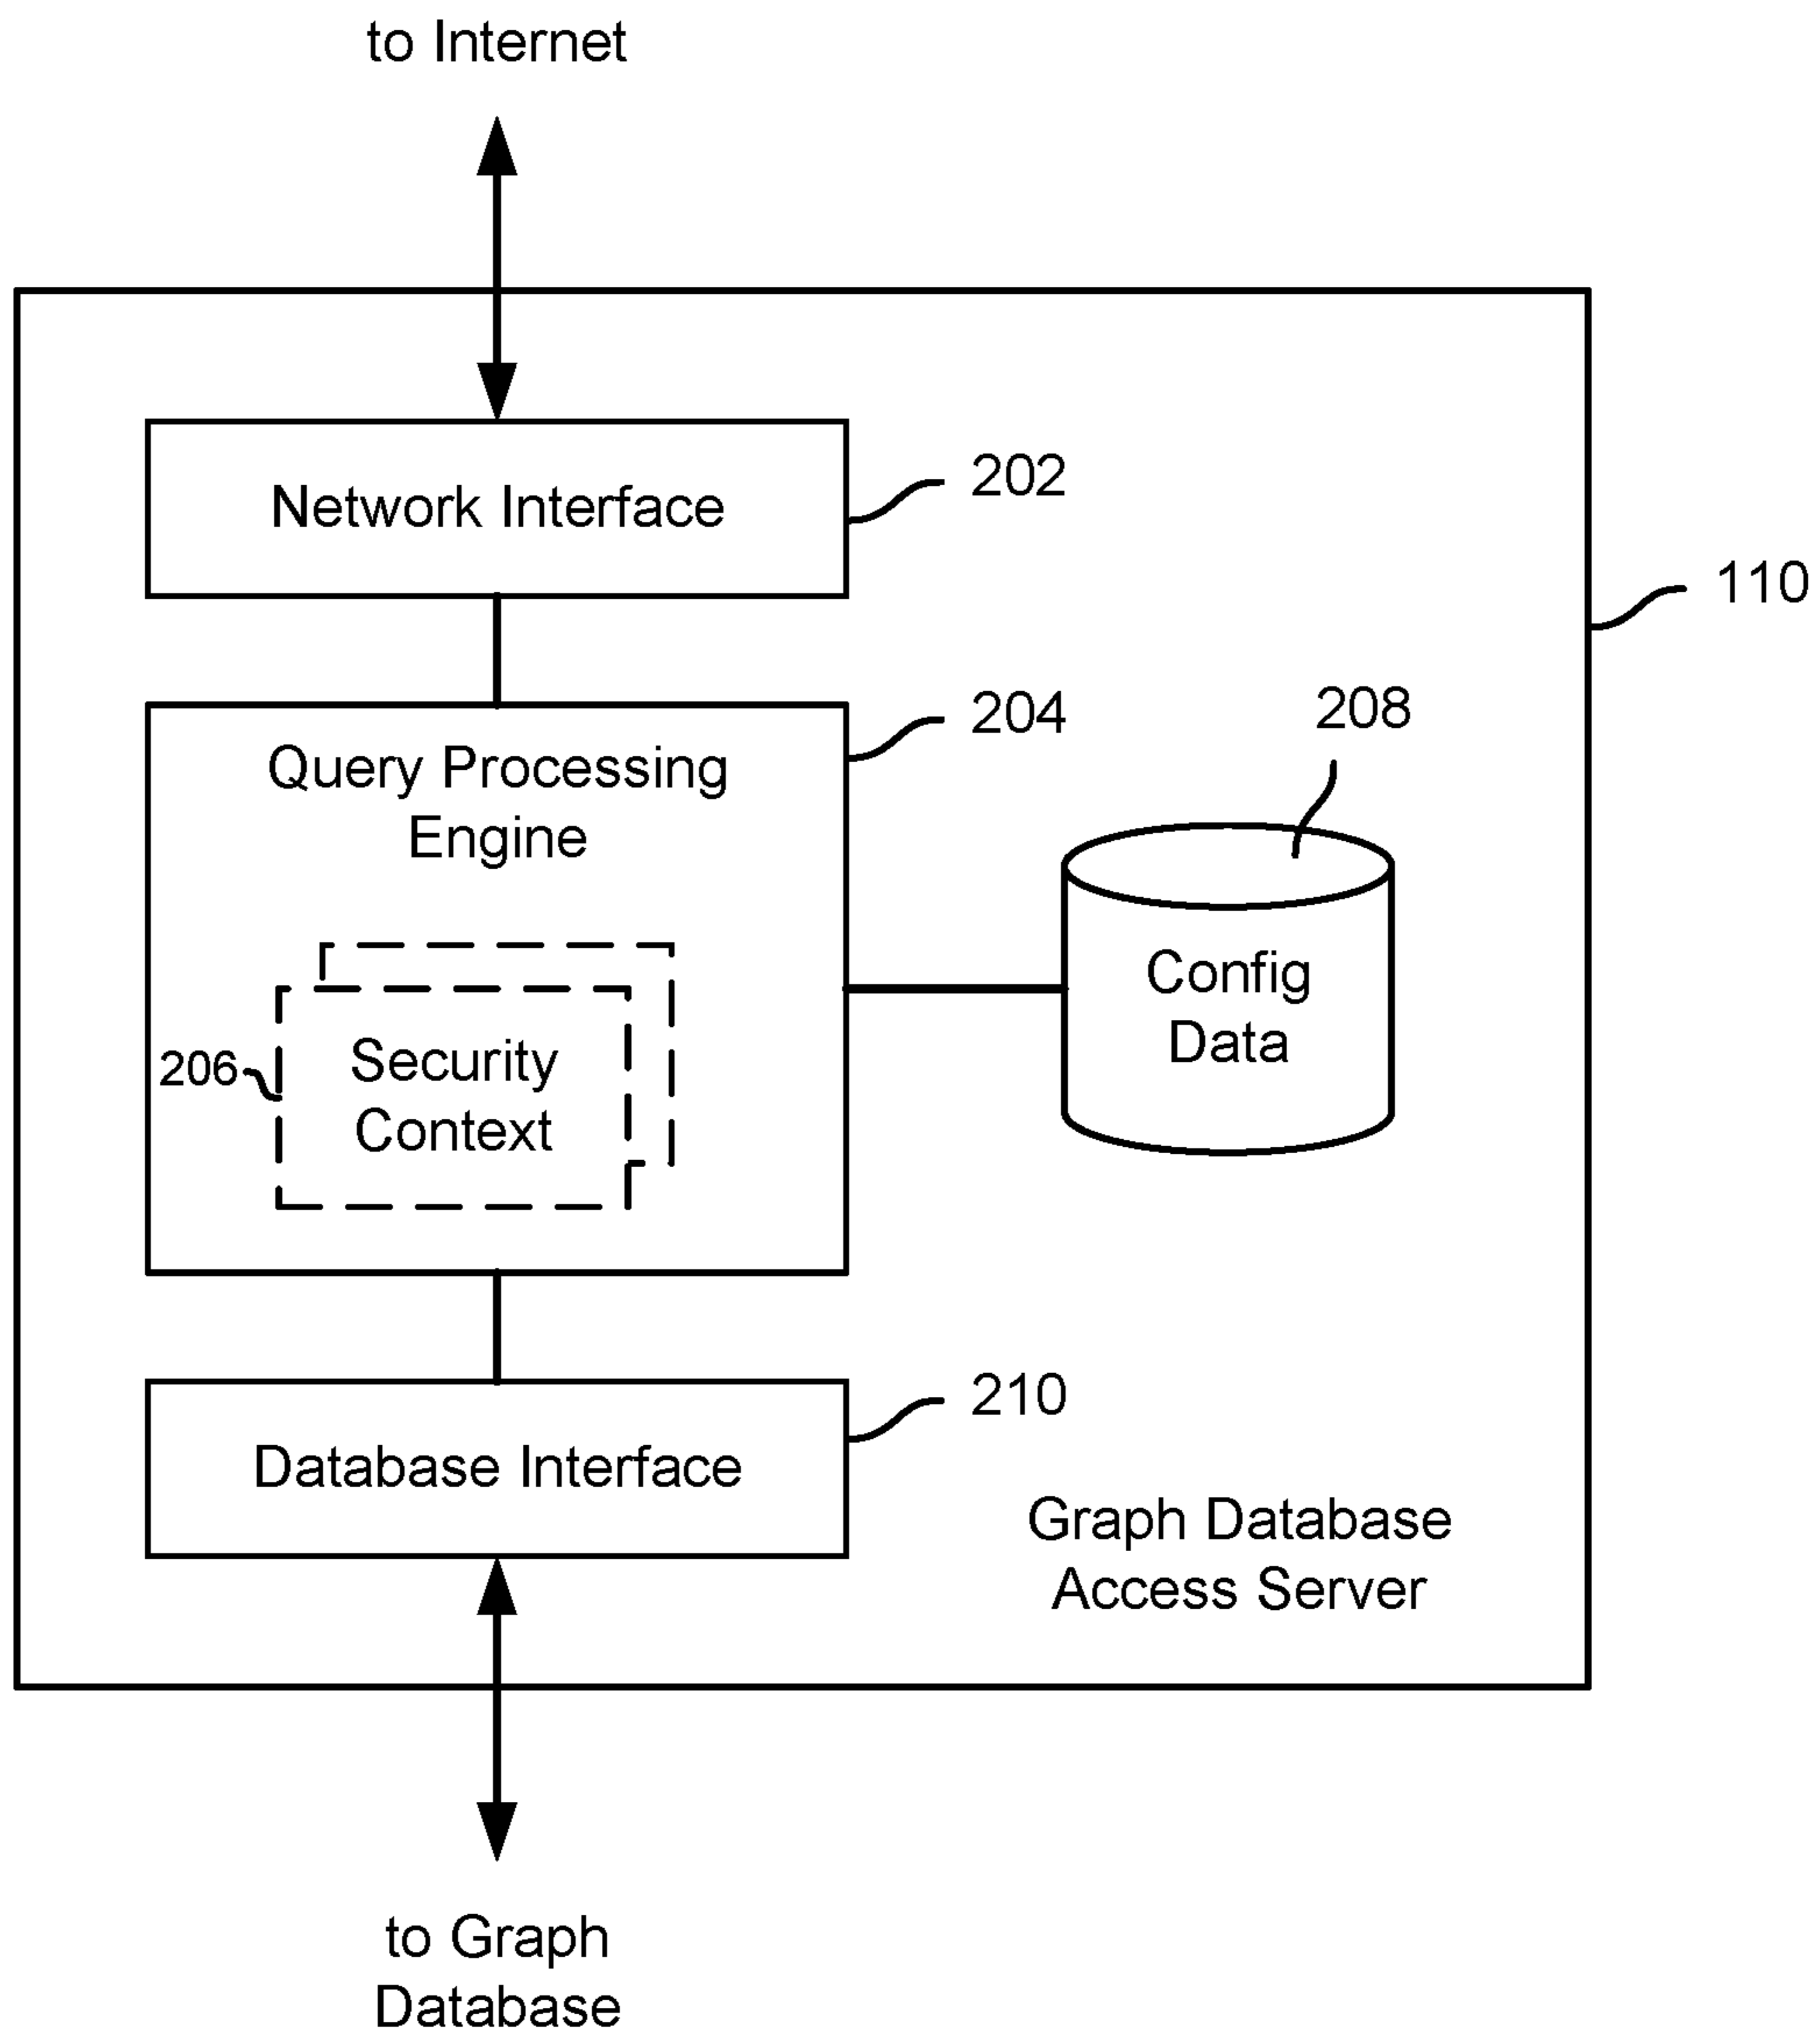 to Internet
Network Interface
202
110
Query Processing
Engine
204
208
Config
Data
206
Security
Context
Database Interface
210
Graph Database
Access Server
to Graph
Database